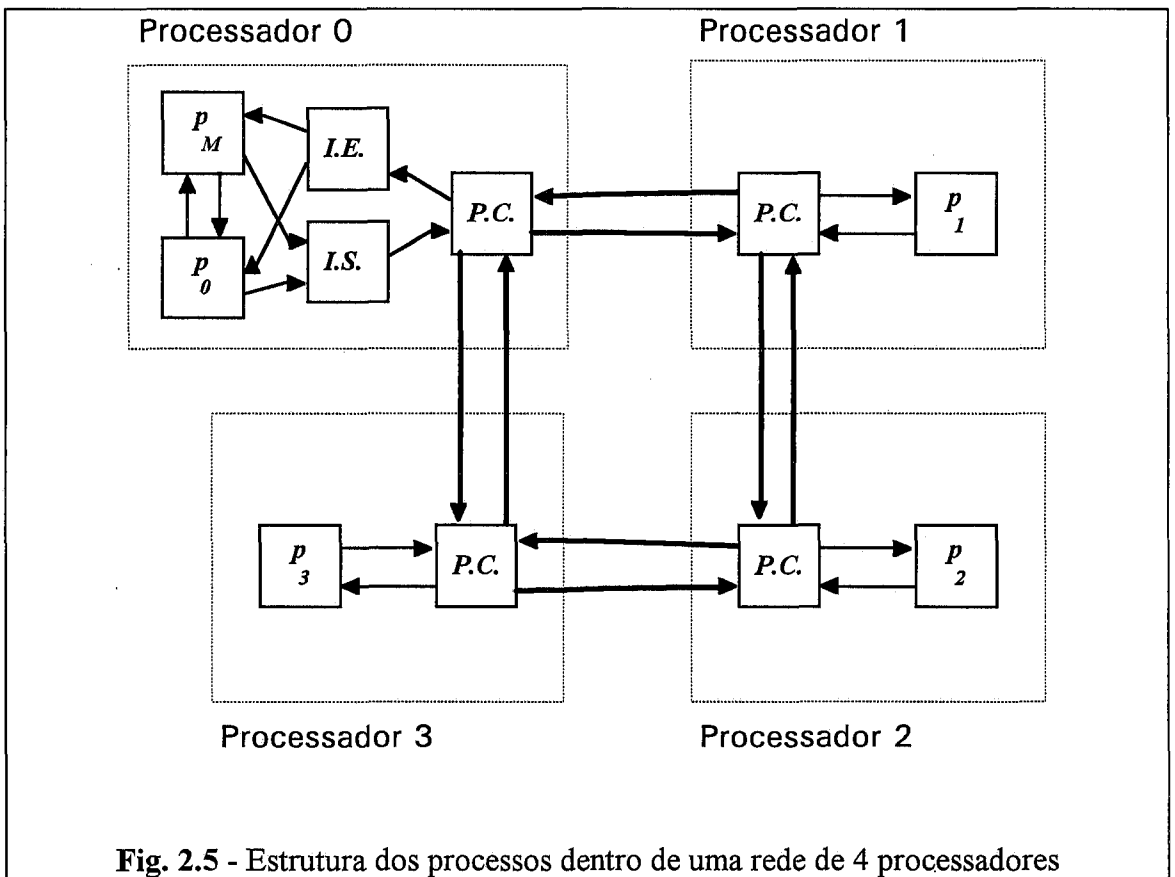 Processador 0
Processador 1
p M
I.E.
P.C.
P.C.
p 1
p 0
I.S.
p 3
P.C.
P.C.
p 2
Processador 3
Processador 2
Fig. 2.5 - Estrutura dos processos dentro de uma rede de 4 processadores